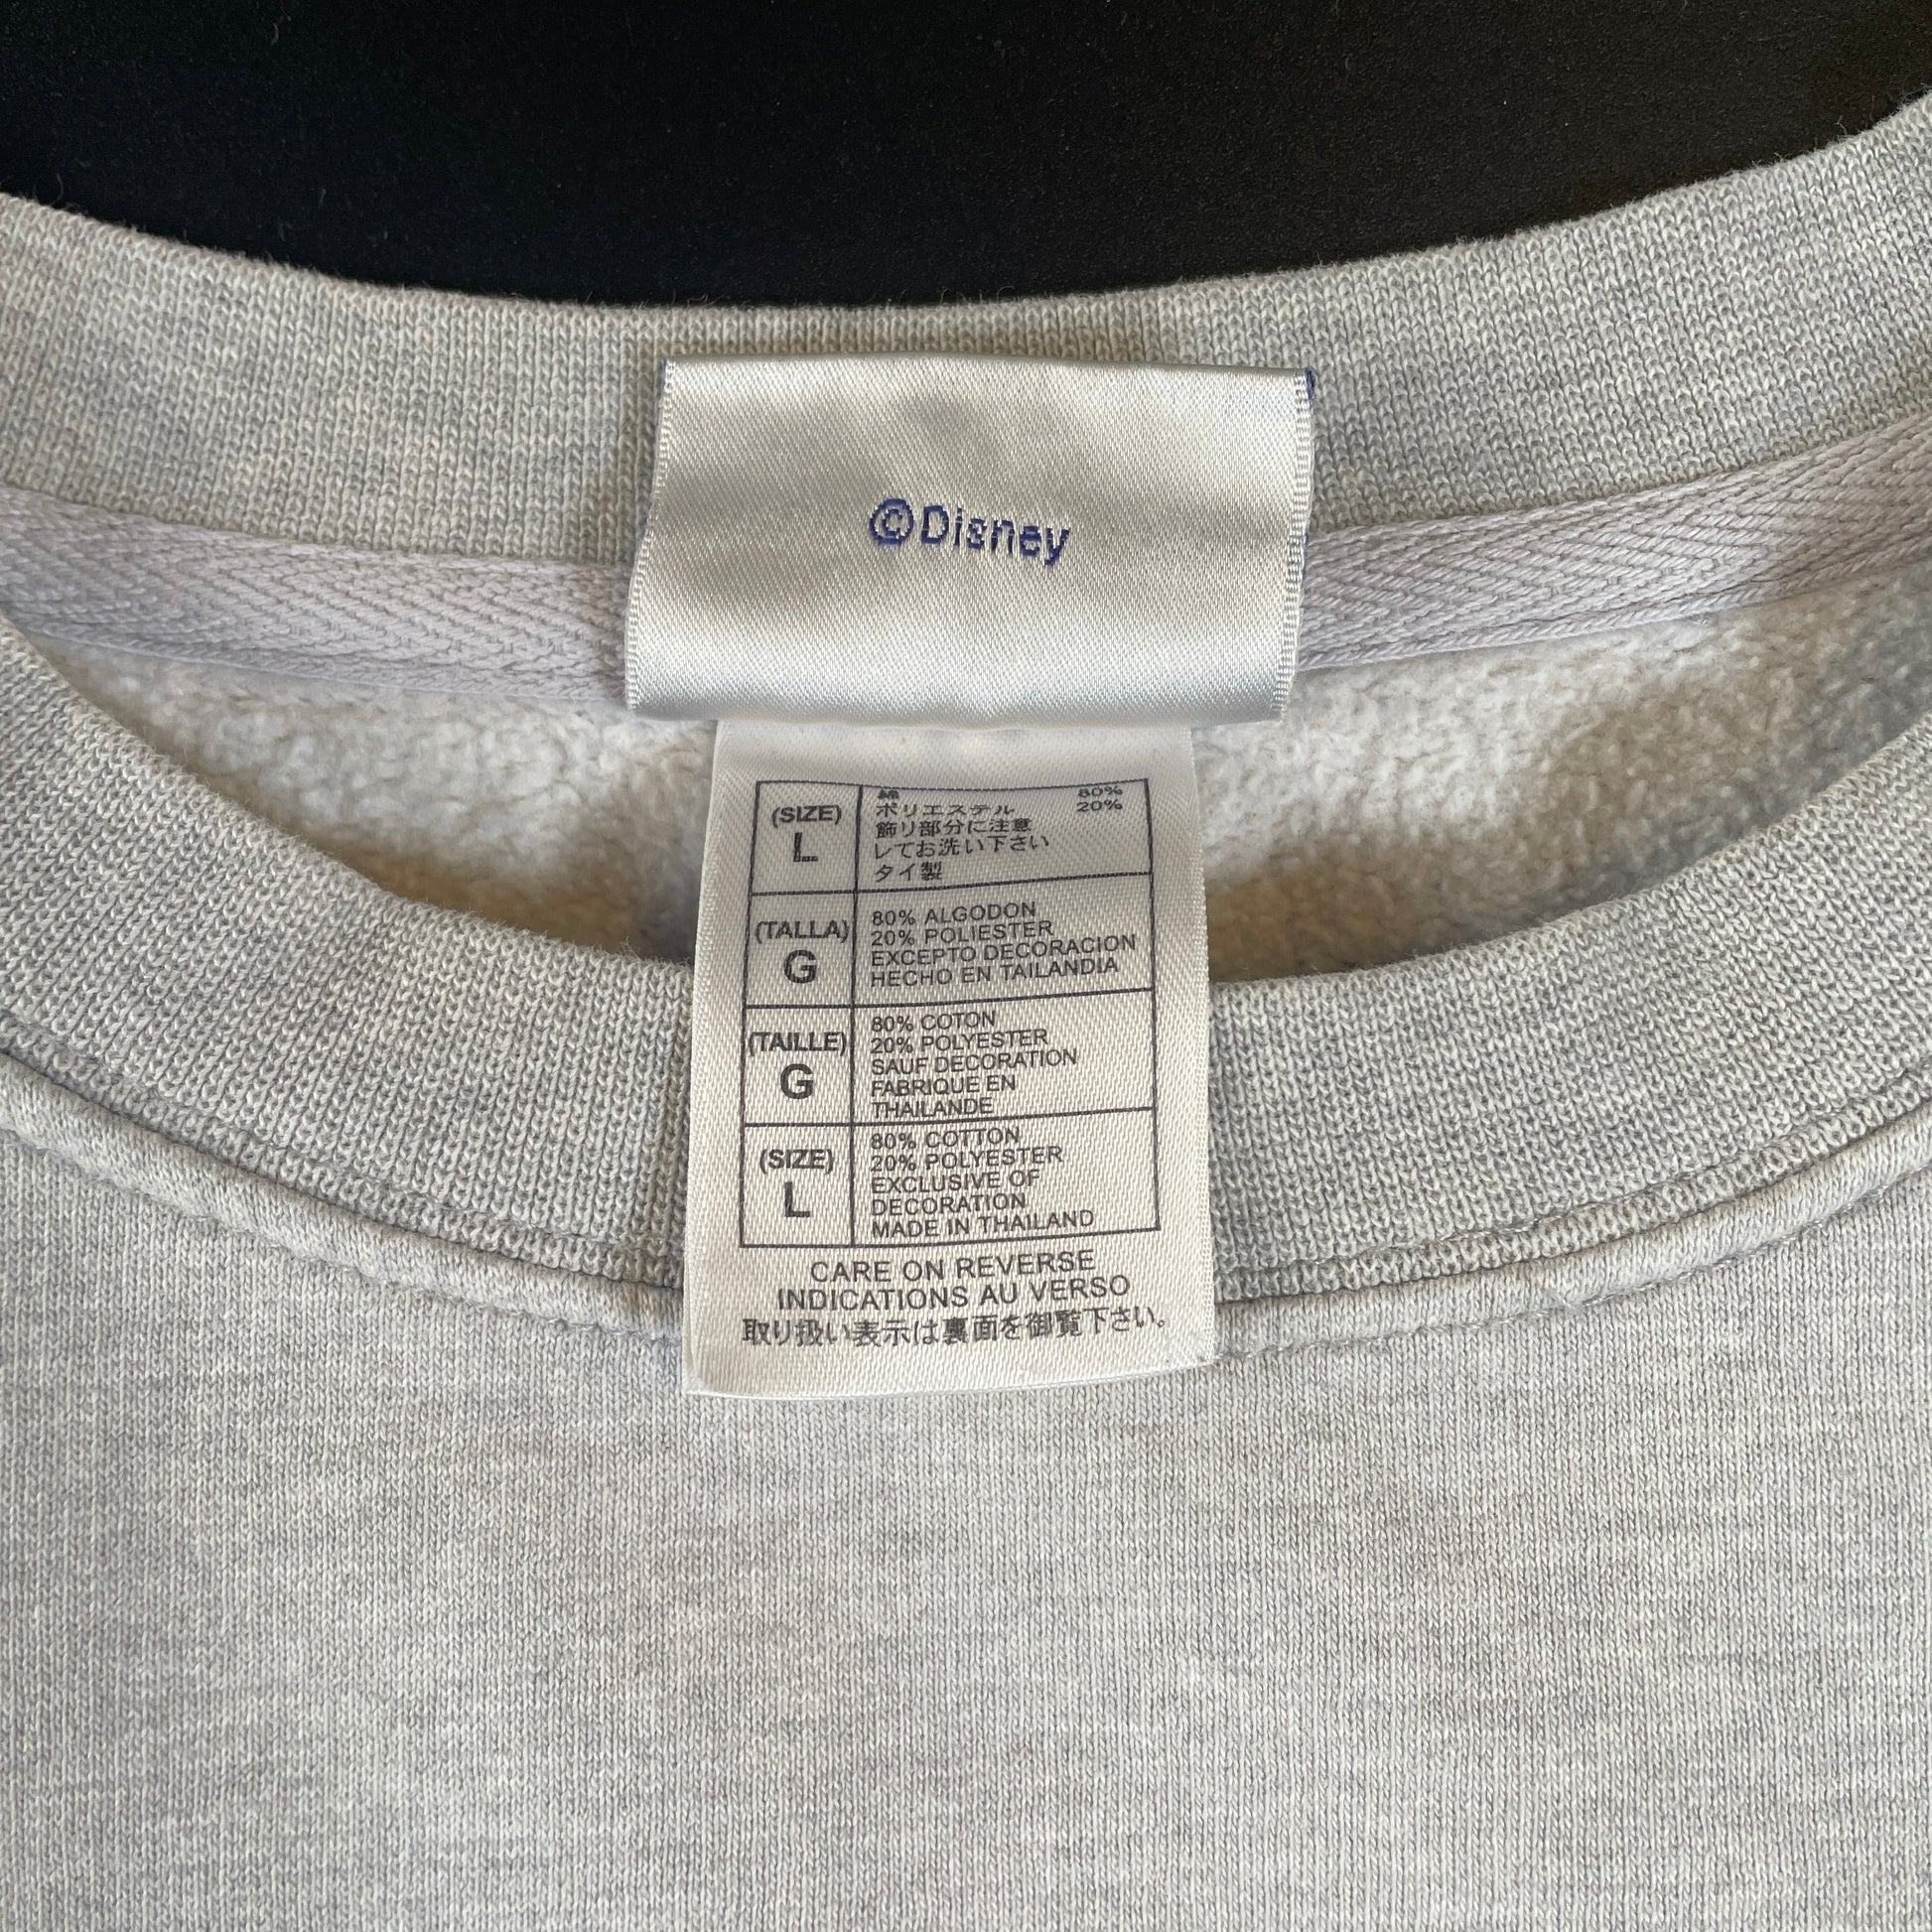 ©Disney
(SIZE)
L
綿 80%
ポリエステル 20%
飾リ部分に注意
レてお洗い下さい
タイ製
(TALLA)
G
80% ALGODON
20% POLIESTER
EXCEPTO DECORACION
HECHO EN TAILANDIA
(TAILLE)
G
80% COTON
20% POLYESTER
SAUF DECORATION
FABRIQUE EN
THAILANDE
(SIZE)
L
80% COTTON
20% POLYESTER
EXCLUSIVE OF
DECORATION
MADE IN THAILAND
CARE ON REVERSE
INDICATIONS AU VERSO
取り扱い表示は裏面を御覧下さい。